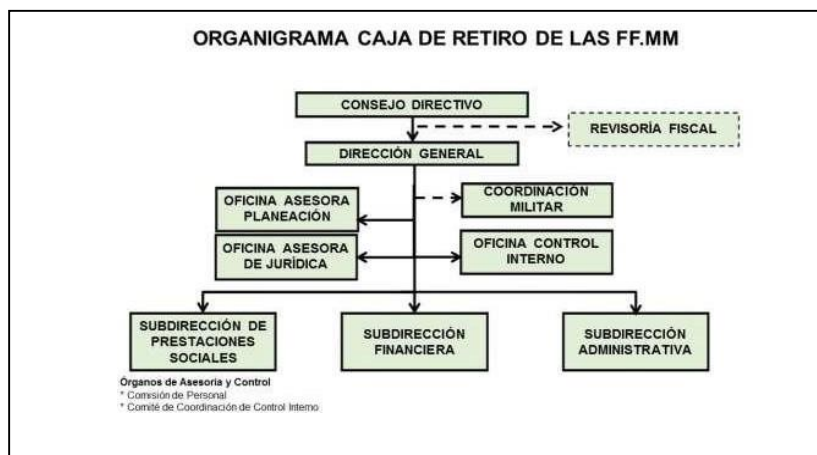 ORGANIGRAMA CAJA DE RETIRO DE LAS FF.MM
CONSEJO DIRECTIVO
REVISORÍA FISCAL
DIRECCIÓN GENERAL
OFICINA ASESORA
PLANEACIÓN
COORDINACIÓN
MILITAR
OFICINA ASESORA
DE JURÍDICA
OFICINA CONTROL
INTERNO
SUBDIRECCIÓN DE
PRESTACIONES
SOCIALES
SUBDIRECCIÓN
FINANCIERA
SUBDIRECCIÓN
ADMINISTRATIVA
Órganos de Asesoría y Control
* Comisión de Personal
* Comité de Coordinación de Control Interno